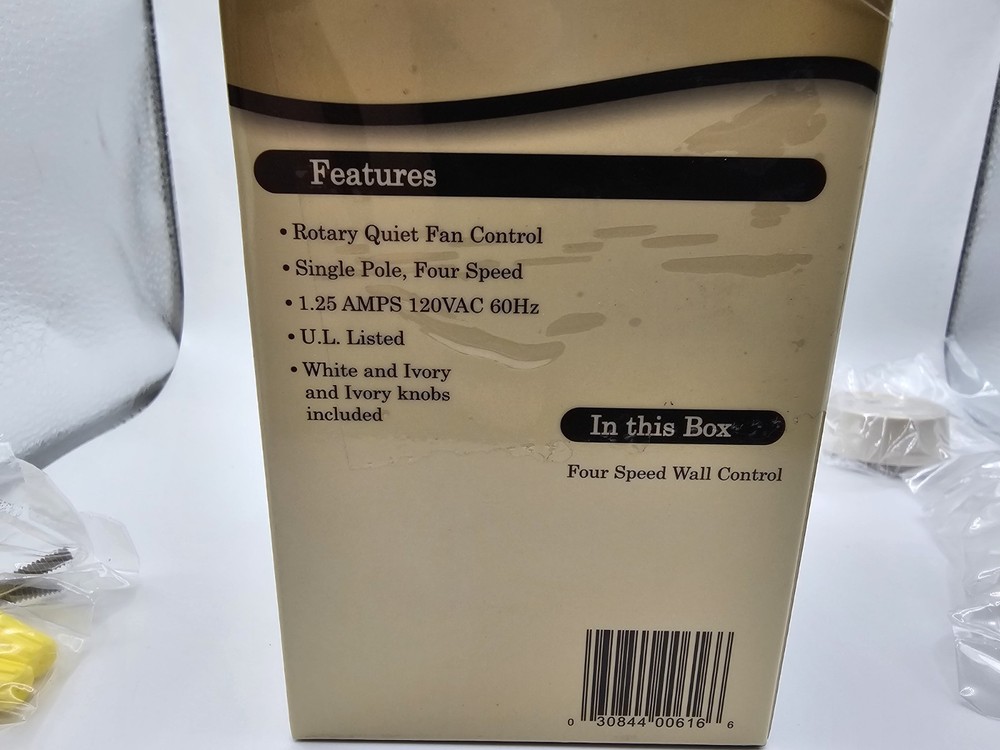 Features
• Rotary Quiet Fan Control
• Single Pole, Four Speed
• 1.25 AMPS 120VAC 60Hz
• U.L. Listed
• White and Ivory
and Ivory knobs
included
In this Box
Four Speed Wall Control
0 30844 00616 6